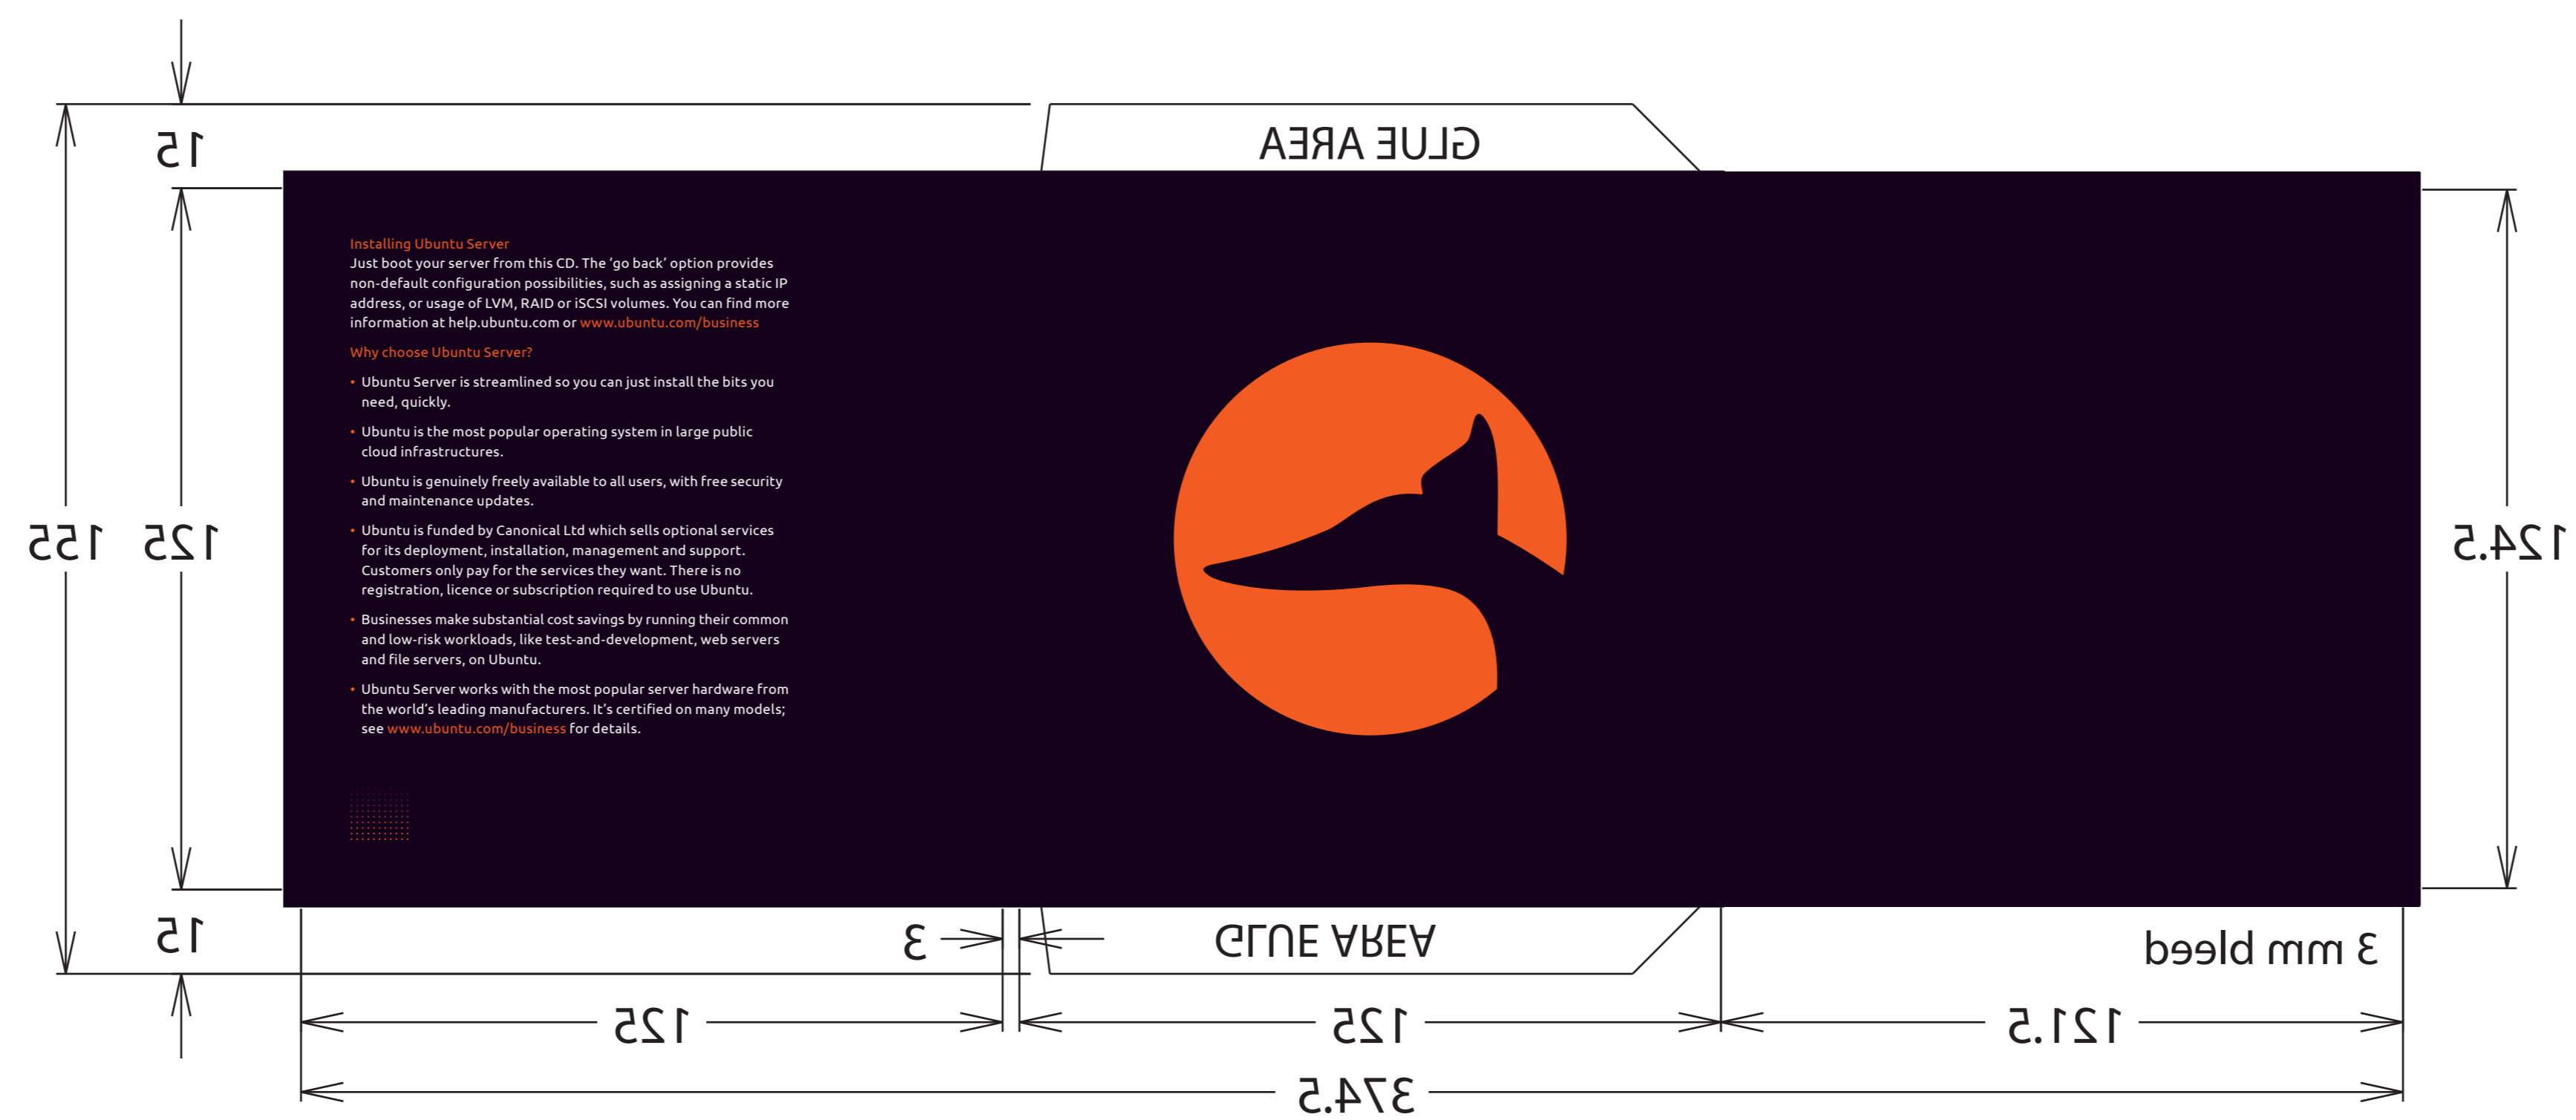 15
GLUE AREA
155
125
124.5
Installing Ubuntu Server
Just boot your server from this CD. The ‘go back’ option provides
non-default configuration possibilities, such as assigning a static IP
address, or usage of LVM, RAID or iSCSI volumes. You can find more
information at help.ubuntu.com or www.ubuntu.com/business
Why choose Ubuntu Server?
• Ubuntu Server is streamlined so you can just install the bits you
need, quickly.
• Ubuntu is the most popular operating system in large public
cloud infrastructures.
• Ubuntu is genuinely freely available to all users, with free security
and maintenance updates.
• Ubuntu is funded by Canonical Ltd which sells optional services
for its deployment, installation, management and support.
Customers only pay for the services they want. There is no
registration, licence or subscription required to use Ubuntu.
• Businesses make substantial cost savings by running their common
and low-risk workloads, like test-and-development, web servers
and file servers, on Ubuntu.
• Ubuntu Server works with the most popular server hardware from
the world’s leading manufacturers. It’s certified on many models;
see www.ubuntu.com/business for details.
15
3
GLUE AREA
3 mm bleed
125
125
121.5
374.5